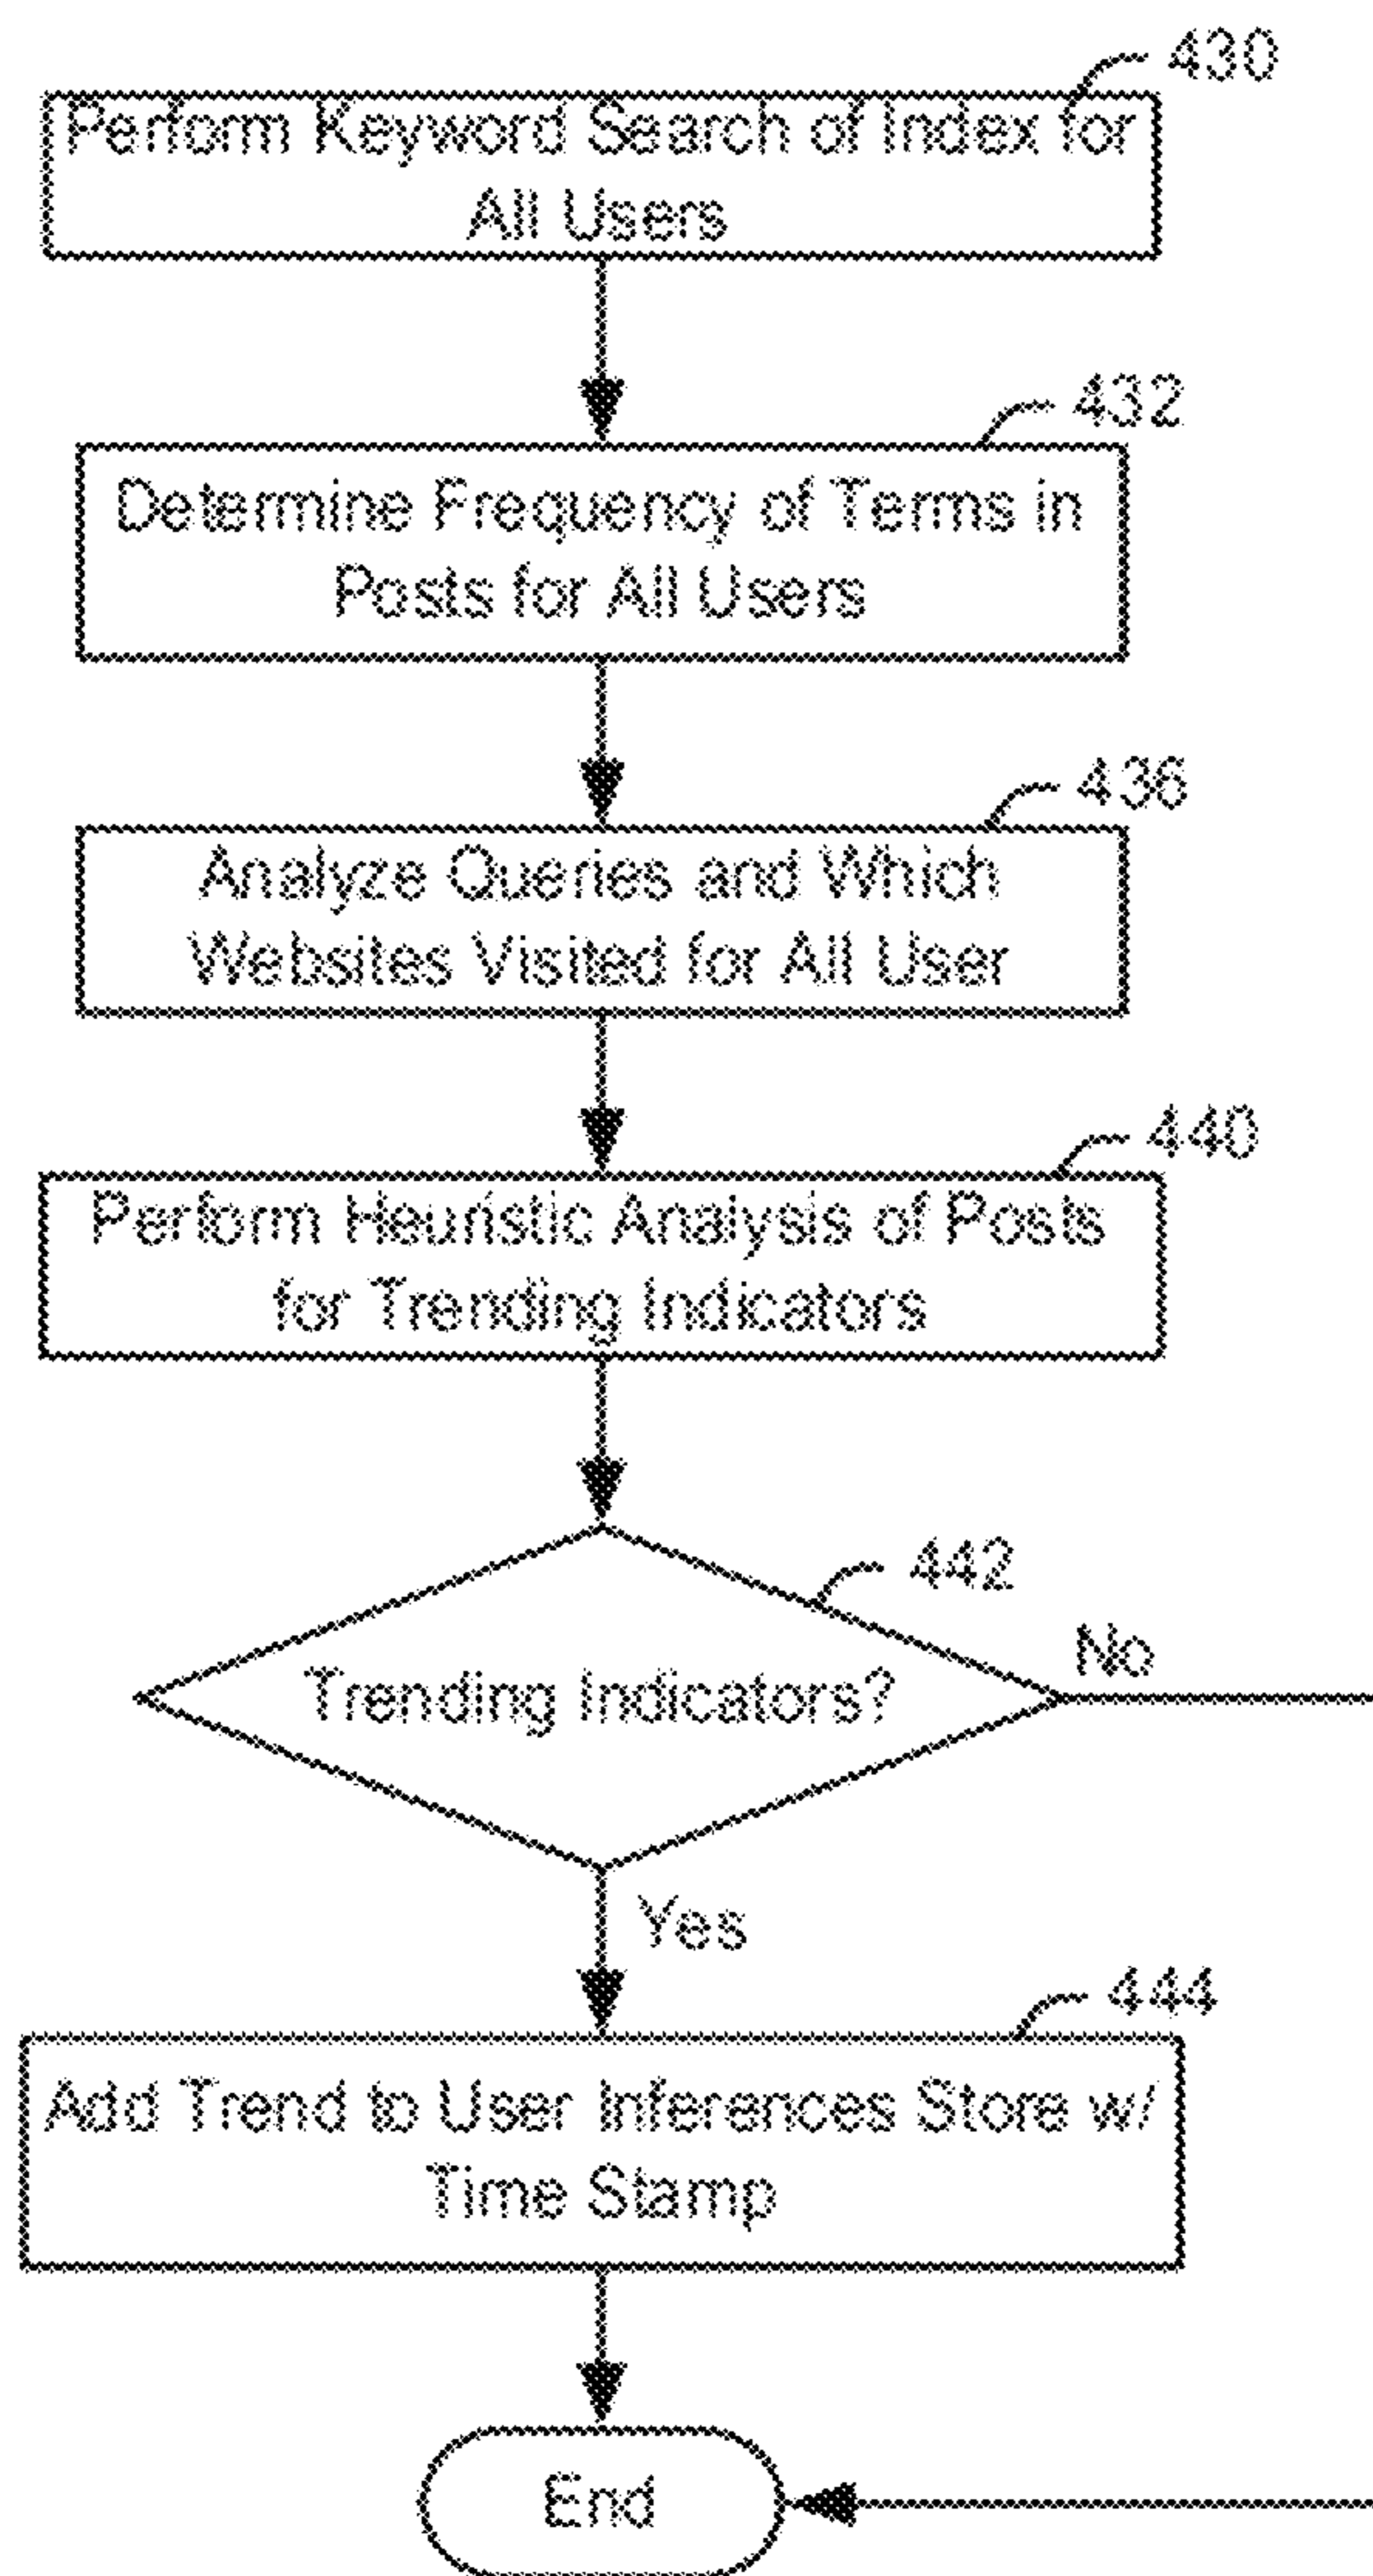 430
Perform Keyword Search of Index for
All Users
432
Determine Frequency of Terms in
Posts for All Users
436
Analyze Queries and Which
Websites Visited for All User
440
Perform Heuristic Analysis of Posts
for Trending Indicators
442
No
Trending Indicators?
Yes
444
Add Trend to User Inferences Store w/
Time Stamp
End